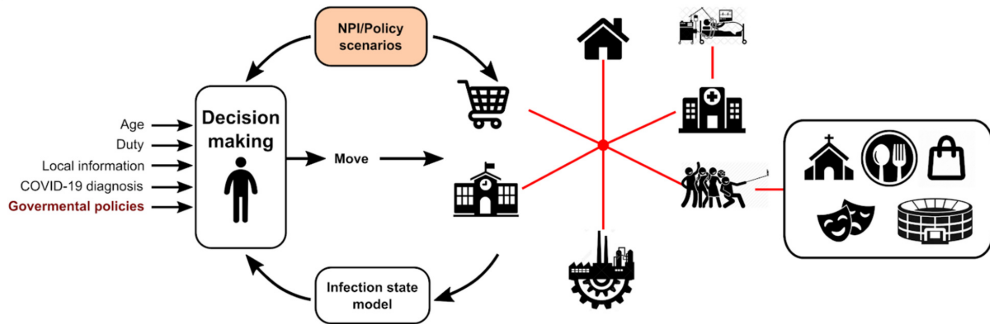 NPI/Policy
scenarios
Decision
making
Age
Duty
Local information
COVID-19 diagnosis
Govermental policies
Move
Infection state
model